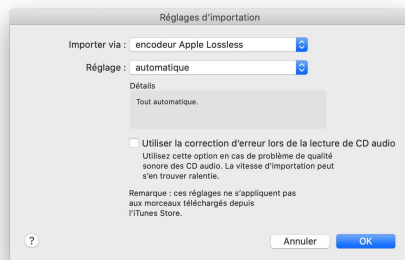 Réglages d'importation
Importer via : encodeur Apple Lossless
Réglage : automatique
Détails
Tout automatique.
Utiliser la correction d'erreur lors de la lecture de CD audio
Utilisez cette option en cas de problème de qualité
sonore des CD audio. La vitesse d'importation peut
s'en trouver ralentie.
Remarque : ces réglages ne s'appliquent pas
aux morceaux téléchargés depuis
l'iTunes Store.
? Annuler OK